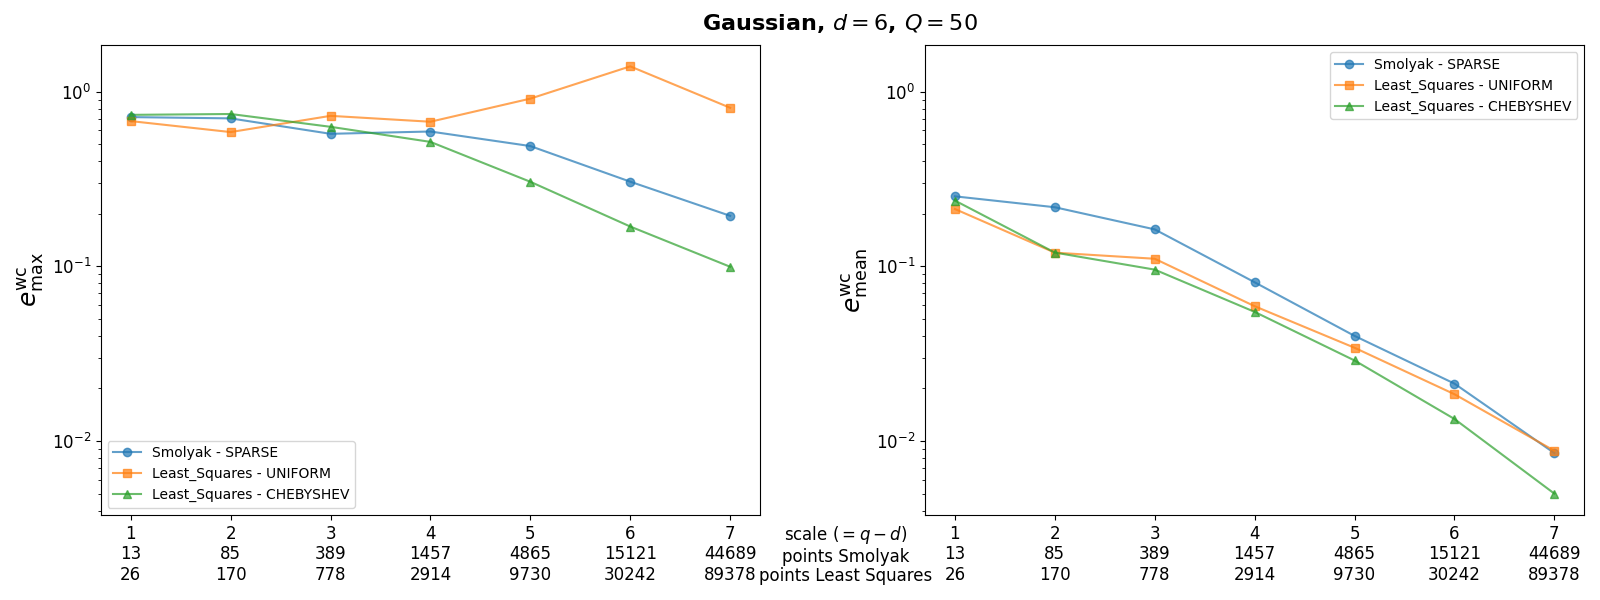 Gaussian, d = 6, Q = 50
e^wc_max
10^0
10^-1
10^-2
Smolyak - SPARSE
Least_Squares - UNIFORM
Least_Squares - CHEBYSHEV
1 2 3 4 5 6 7
13 85 389 1457 4865 15121 44689
26 170 778 2914 9730 30242 89378
scale (= q − d)
points Smolyak
points Least Squares
e^wc_mean
10^0
10^-1
10^-2
Smolyak - SPARSE
Least_Squares - UNIFORM
Least_Squares - CHEBYSHEV
1 2 3 4 5 6 7
13 85 389 1457 4865 15121 44689
26 170 778 2914 9730 30242 89378